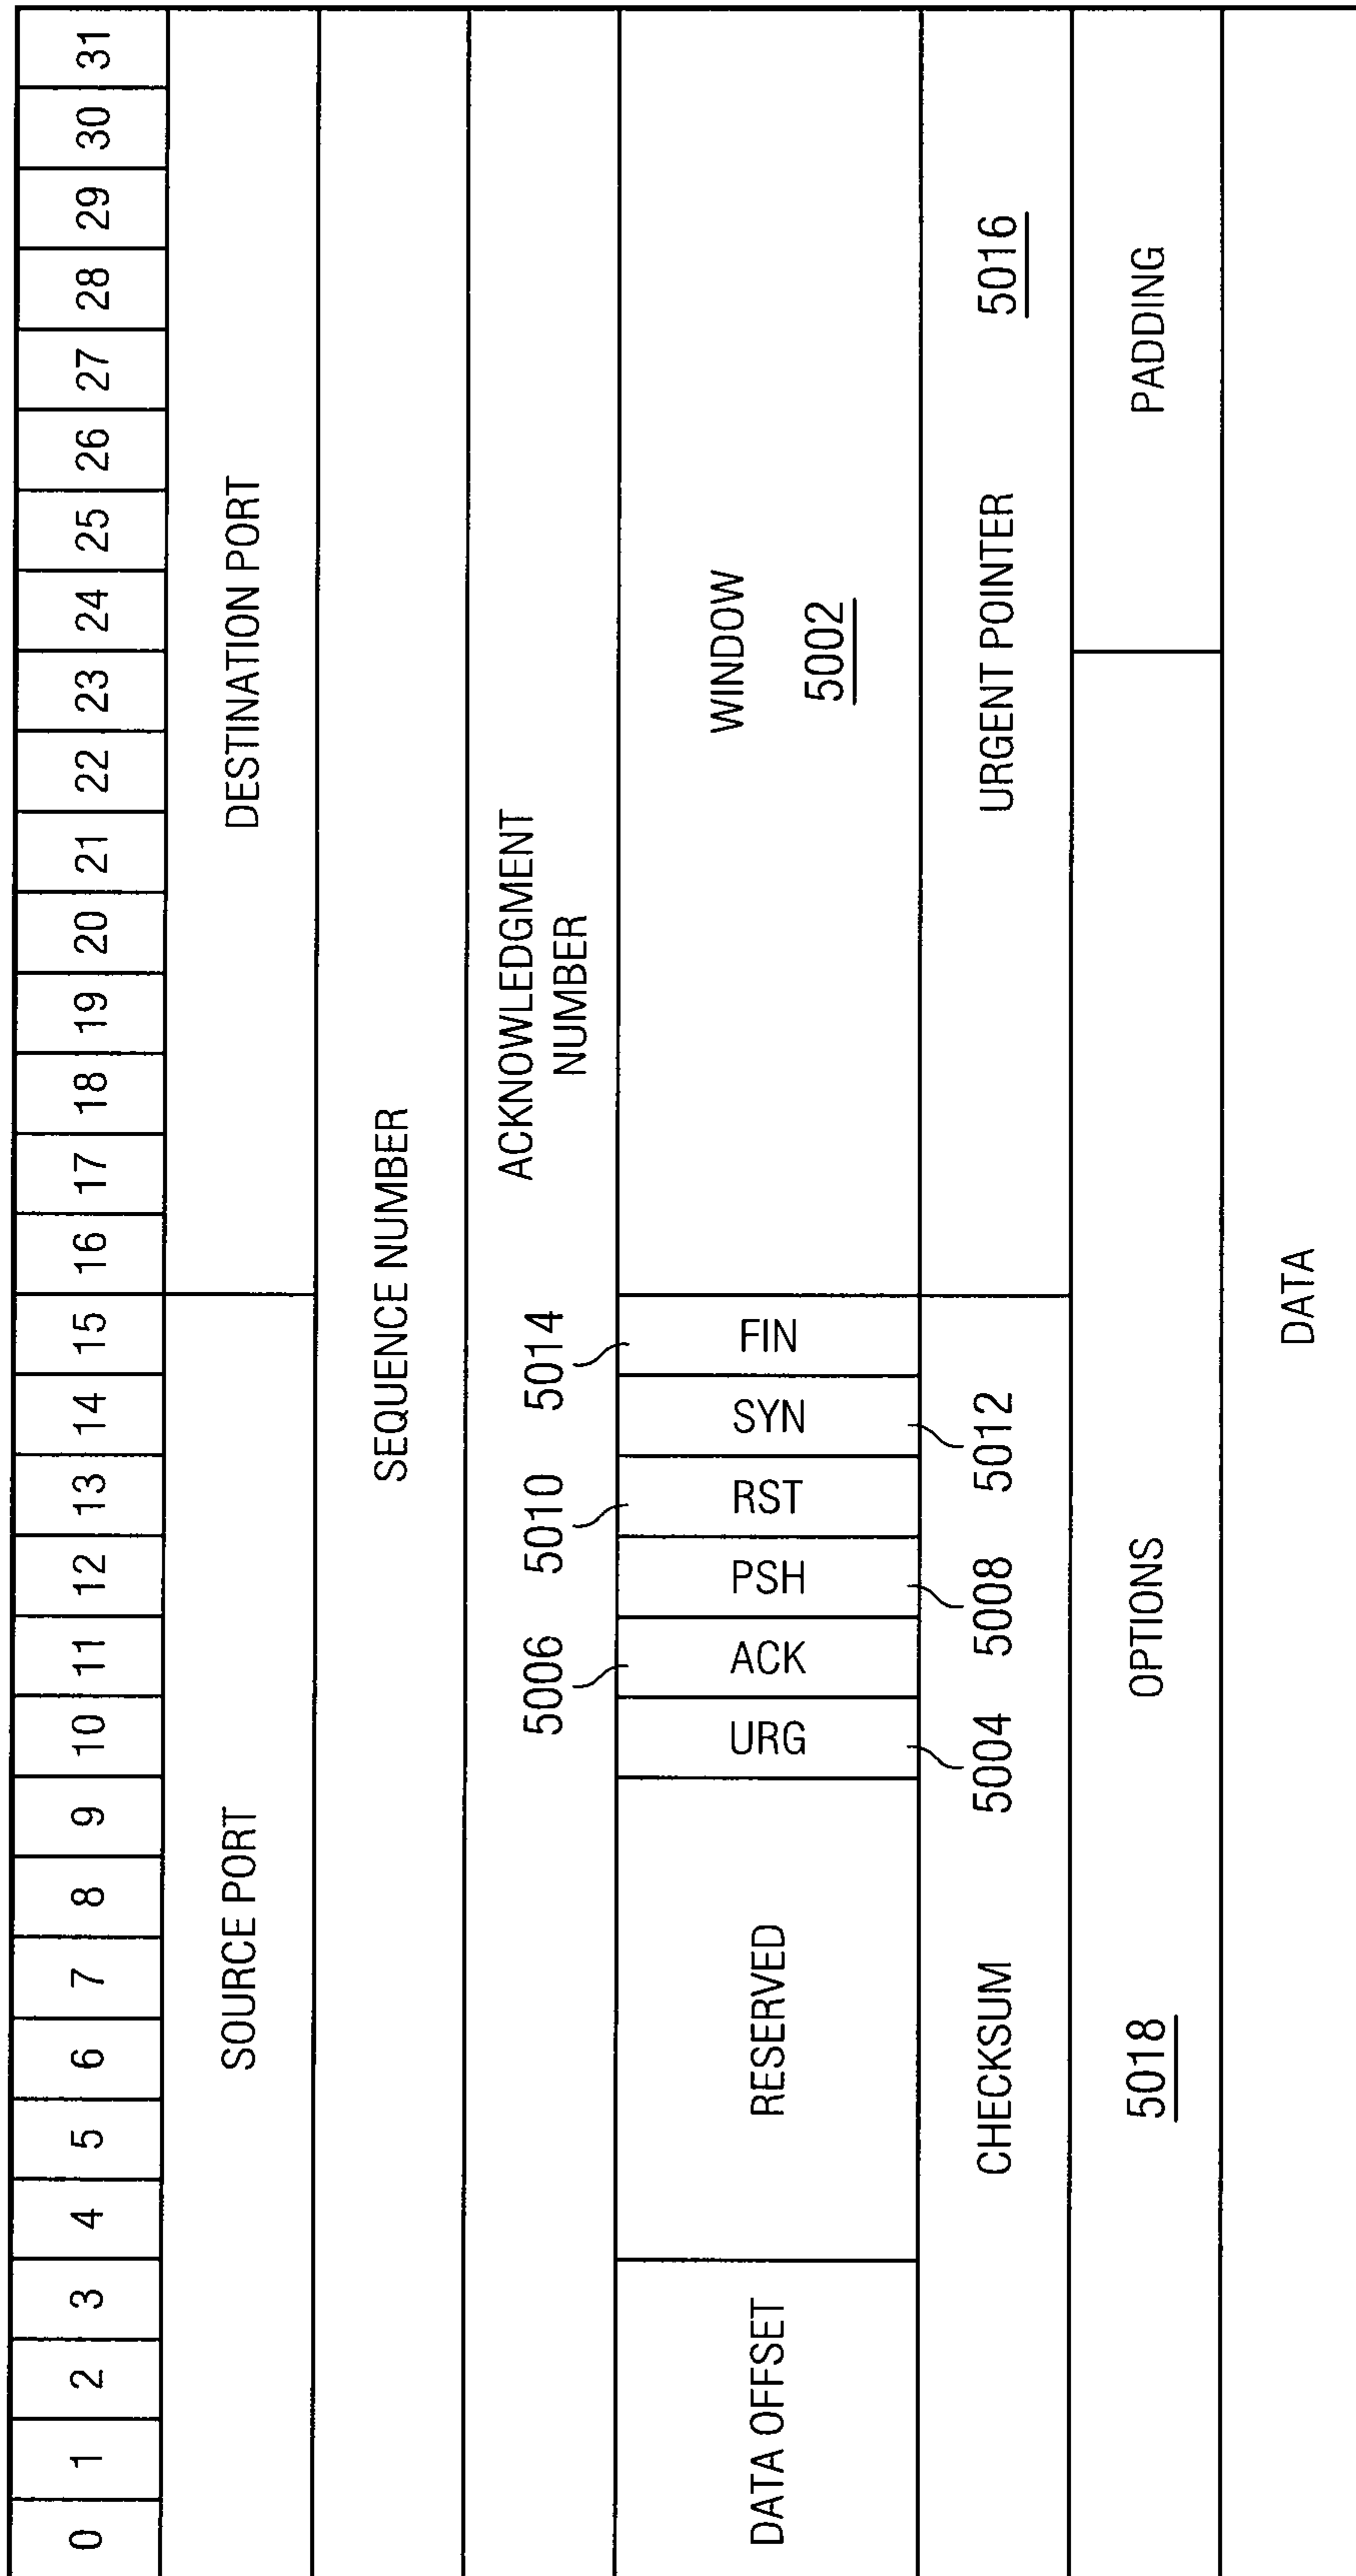 0 1 2 3 4 5 6 7 8 9 10 11 12 13 14 15 16 17 18 19 20 21 22 23 24 25 26 27 28 29 30 31
SOURCE PORT DESTINATION PORT
SEQUENCE NUMBER
ACKNOWLEDGMENT
NUMBER
5006 5010 5014
DATA OFFSET RESERVED URG ACK PSH RST SYN FIN WINDOW
5002
5004 5008 5012
CHECKSUM URGENT POINTER 5016
5018 OPTIONS PADDING
DATA